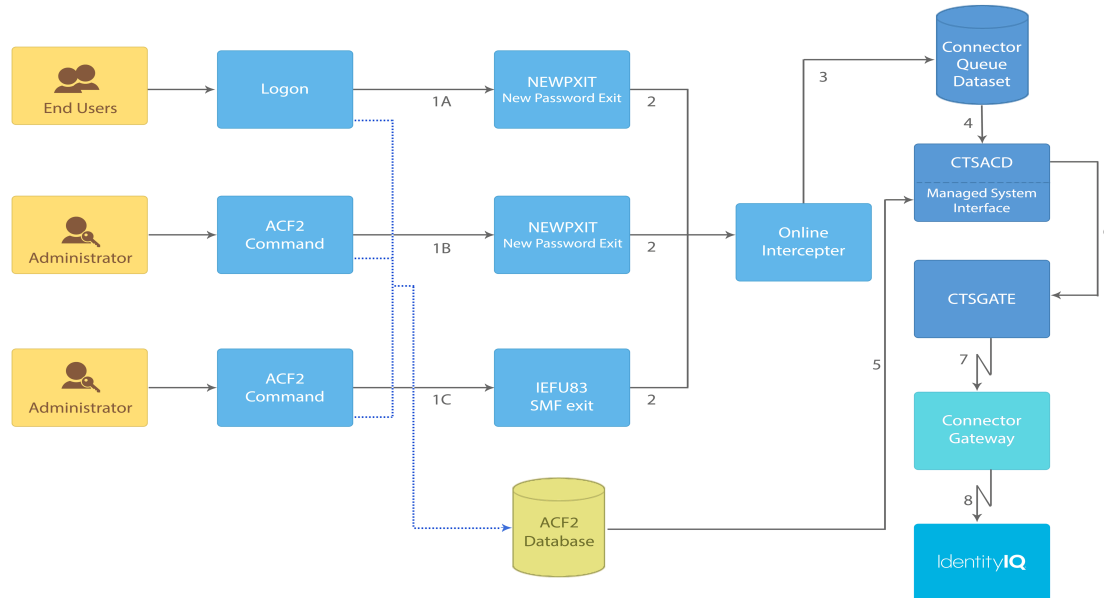 End Users
Logon
1A
NEWPXIT
New Password Exit
2
3
Connector
Queue
Dataset
4
CTSACD
Managed System
Interface
Administrator
ACF2
Command
1B
NEWPXIT
New Password Exit
2
Online
Intercepter
CTSGATE
5
7
Administrator
ACF2
Command
1C
IEFU83
SMF exit
2
Connector
Gateway
8
ACF2
Database
IdentityIQ